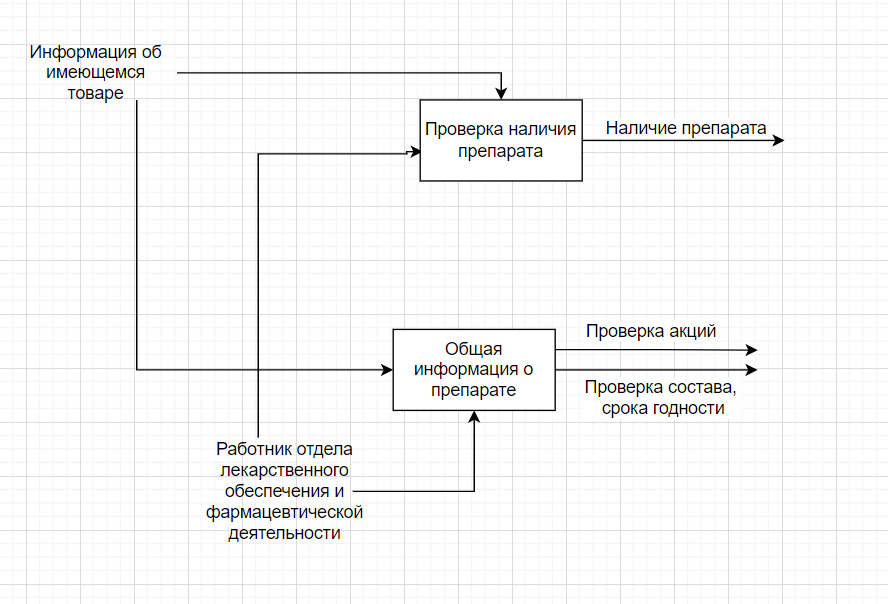 Информация об
имеющемся
товаре
Проверка наличия
препарата
Наличие препарата
Общая
информация о
препарате
Проверка акций
Проверка состава,
срока годности
Работник отдела
лекарственного
обеспечения и
фармацевтической
деятельности